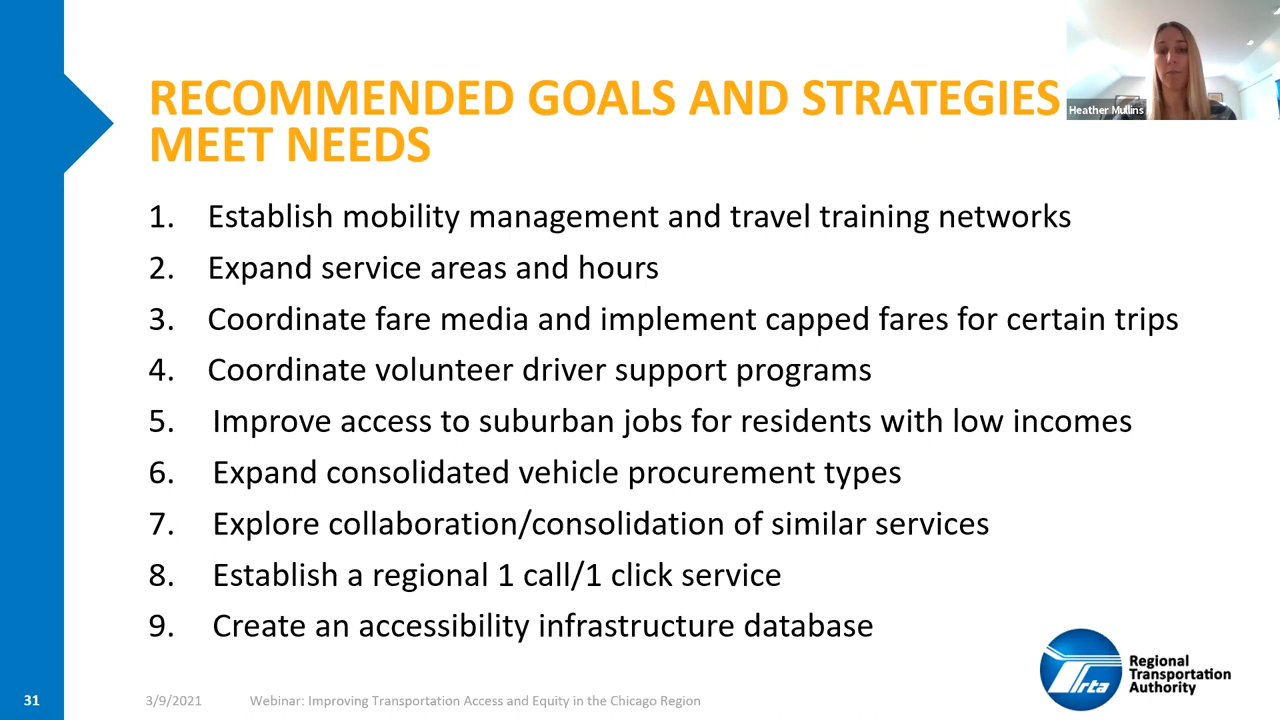 RECOMMENDED GOALS AND STRATEGIES
MEET NEEDS
Heather Mullins
1. Establish mobility management and travel training networks
2. Expand service areas and hours
3. Coordinate fare media and implement capped fares for certain trips
4. Coordinate volunteer driver support programs
5. Improve access to suburban jobs for residents with low incomes
6. Expand consolidated vehicle procurement types
7. Explore collaboration/consolidation of similar services
8. Establish a regional 1 call/1 click service
9. Create an accessibility infrastructure database
rta
Regional
Transportation
Authority
31
3/9/2021
Webinar: Improving Transportation Access and Equity in the Chicago Region